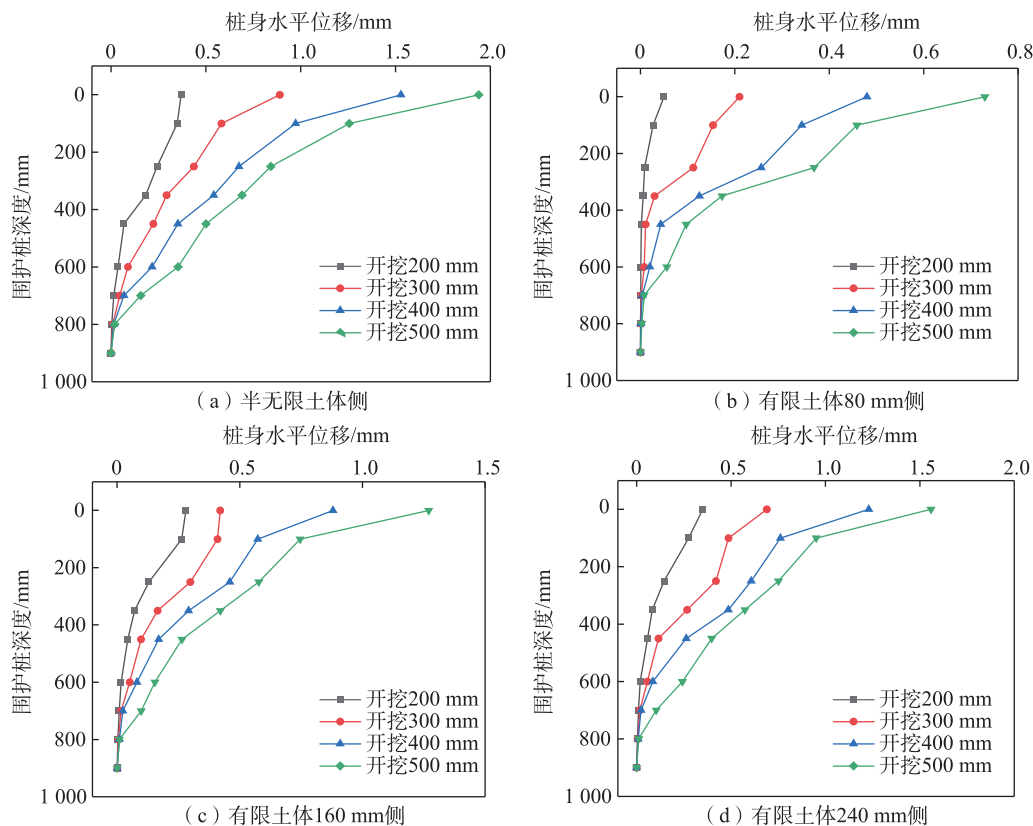 桩身水平位移/mm
0 0.5 1.0 1.5 2.0
0
200
400
600
800
1 000
围护桩深度/mm
开挖200 mm
开挖300 mm
开挖400 mm
开挖500 mm
（a）半无限土体侧
桩身水平位移/mm
0 0.2 0.4 0.6 0.8
0
200
400
600
800
1 000
围护桩深度/mm
开挖200 mm
开挖300 mm
开挖400 mm
开挖500 mm
（b）有限土体80 mm侧
桩身水平位移/mm
0 0.5 1.0 1.5
0
200
400
600
800
1 000
围护桩深度/mm
开挖200 mm
开挖300 mm
开挖400 mm
开挖500 mm
（c）有限土体160 mm侧
桩身水平位移/mm
0 0.5 1.0 1.5 2.0
0
200
400
600
800
1 000
围护桩深度/mm
开挖200 mm
开挖300 mm
开挖400 mm
开挖500 mm
（d）有限土体240 mm侧